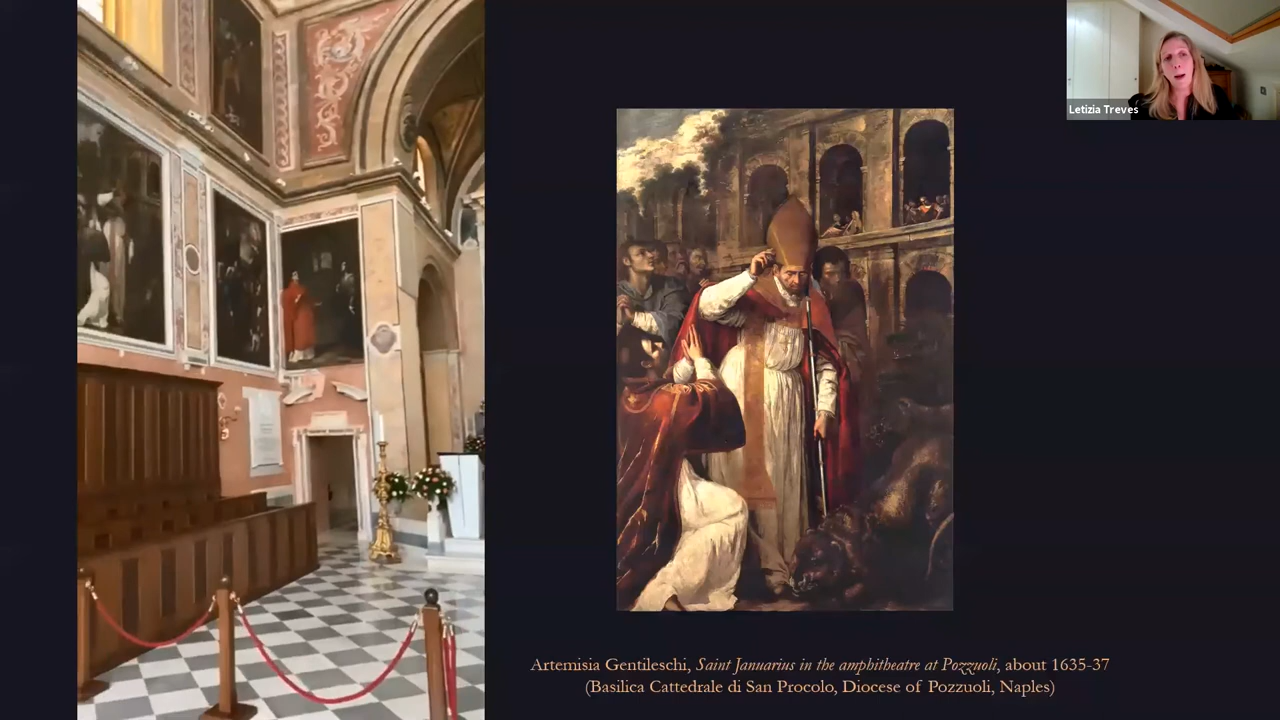 Letizia Treves
Artemisia Gentileschi, Saint Januarius in the amphitheatre at Pozzuoli, about 1635-37
(Basilica Cattedrale di San Procolo, Diocese of Pozzuoli, Naples)